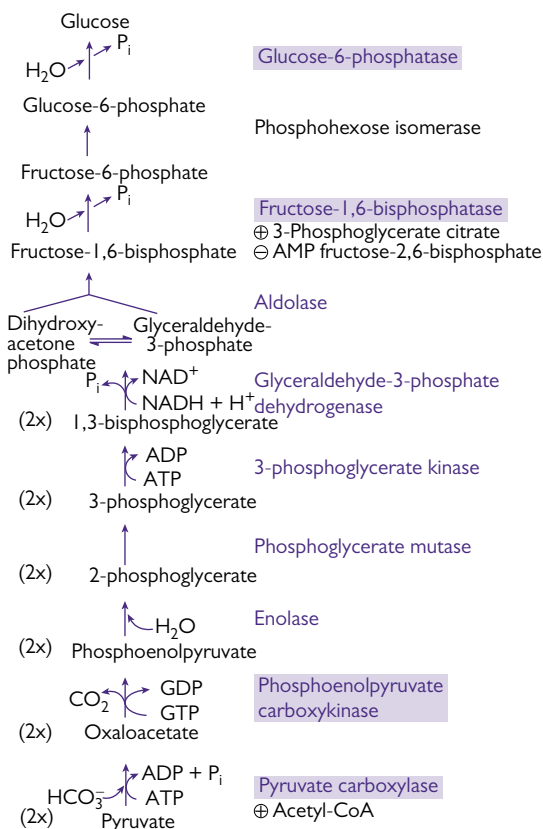 Glucose
Pᵢ
H₂O
Glucose-6-phosphatase
Glucose-6-phosphate
Phosphohexose isomerase
Fructose-6-phosphate
Pᵢ
H₂O
Fructose-1,6-bisphosphatase
⊕ 3-Phosphoglycerate citrate
Fructose-1,6-bisphosphate
⊖ AMP fructose-2,6-bisphosphate
Aldolase
Dihydroxy-
acetone
phosphate
Glyceraldehyde-
3-phosphate
Pᵢ
NAD⁺
NADH + H⁺
Glyceraldehyde-3-phosphate
dehydrogenase
(2x) 1,3-bisphosphoglycerate
ADP
ATP
3-phosphoglycerate kinase
(2x) 3-phosphoglycerate
Phosphoglycerate mutase
(2x) 2-phosphoglycerate
H₂O
Enolase
(2x) Phosphoenolpyruvate
CO₂
GDP
GTP
Phosphoenolpyruvate
carboxykinase
(2x) Oxaloacetate
HCO₃⁻
ADP + Pᵢ
ATP
Pyruvate carboxylase
⊕ Acetyl-CoA
(2x) Pyruvate